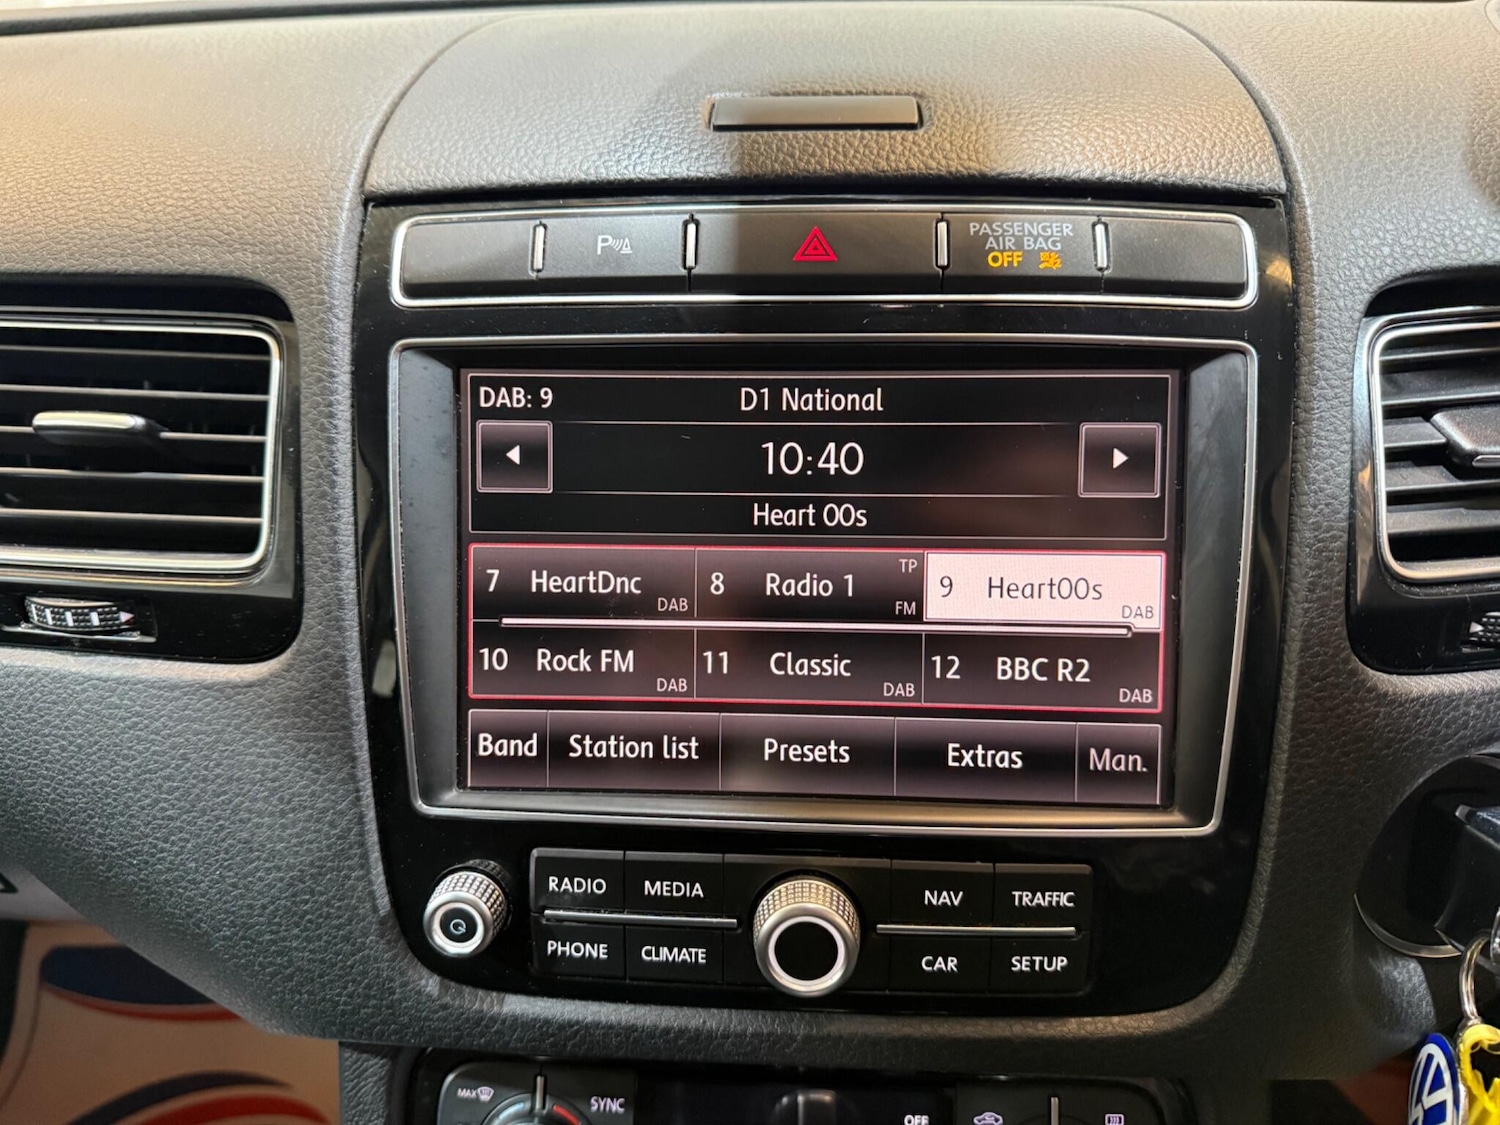 P
PASSENGER
AIR BAG
OFF
DAB: 9
D1 National
10:40
Heart 00s
7 HeartDnc DAB
8 Radio 1 TP FM
9 Heart00s DAB
10 Rock FM DAB
11 Classic DAB
12 BBC R2 DAB
Band Station list Presets Extras Man.
RADIO MEDIA NAV TRAFFIC
PHONE CLIMATE CAR SETUP
MAX SYNC OFF